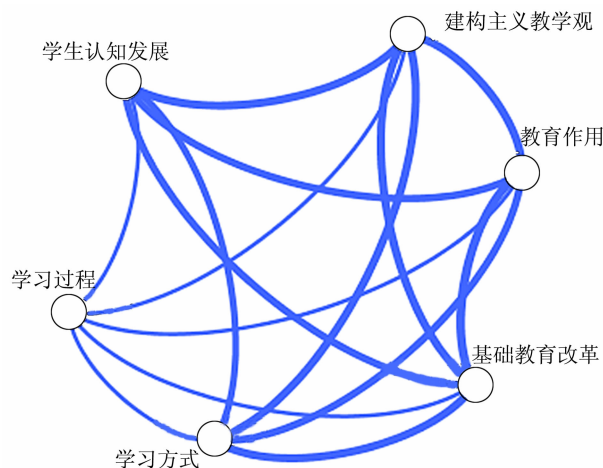 建构主义教学观
学生认知发展
教育作用
学习过程
基础教育改革
学习方式